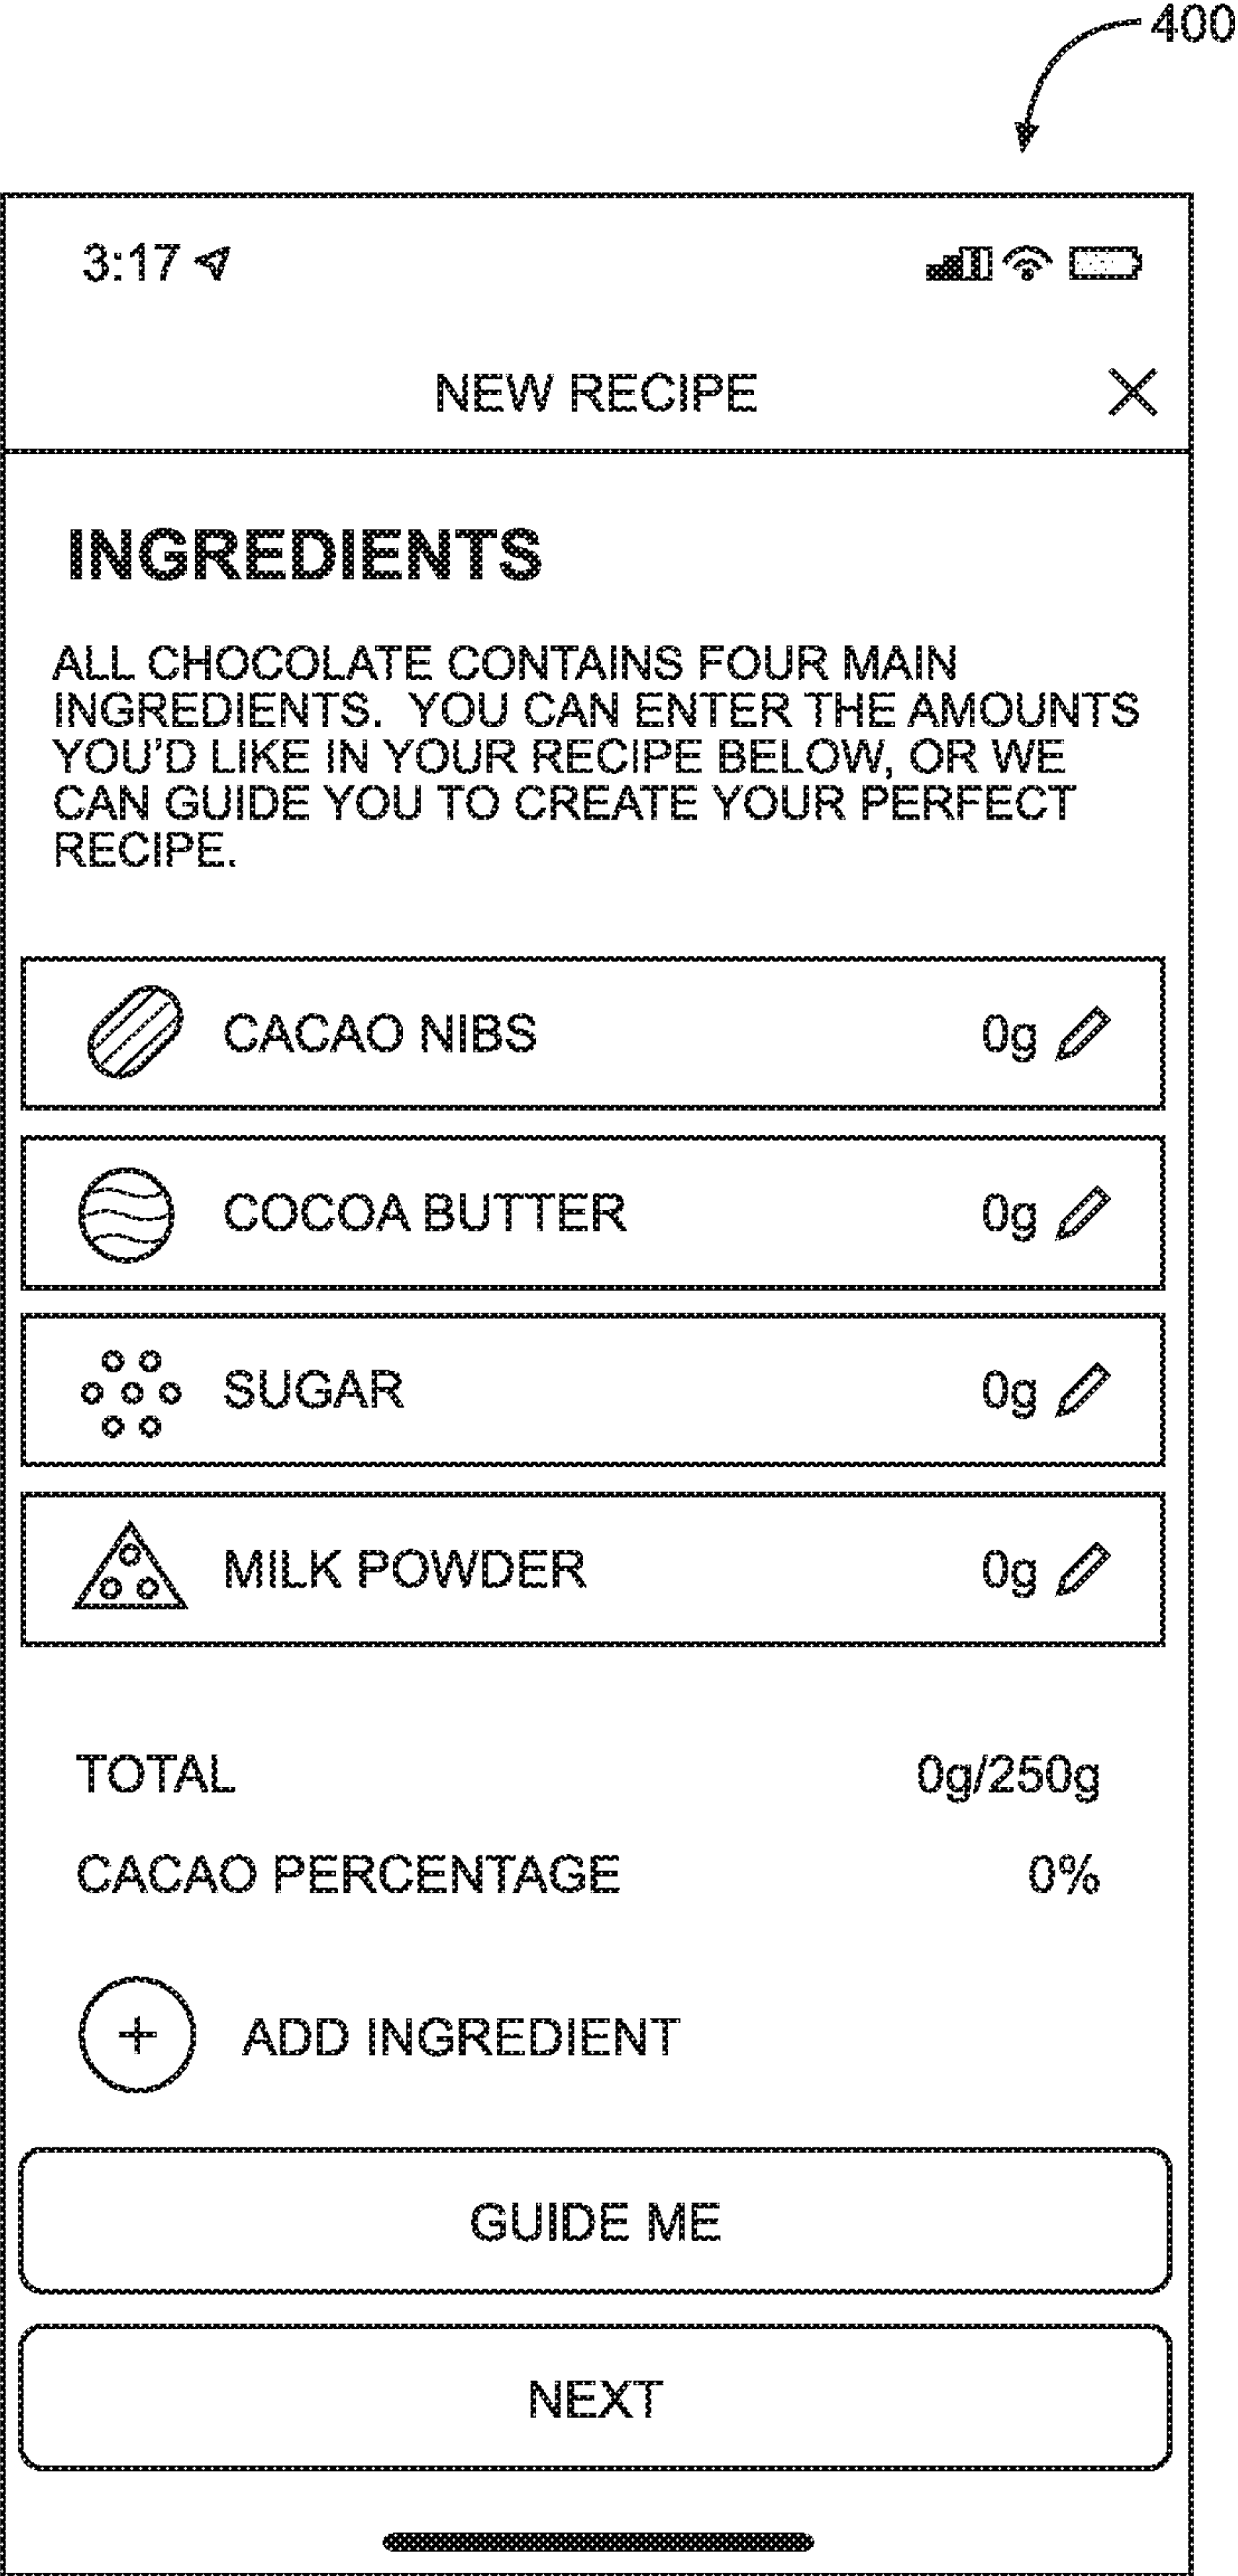 400
3:17
NEW RECIPE
INGREDIENTS
ALL CHOCOLATE CONTAINS FOUR MAIN
INGREDIENTS. YOU CAN ENTER THE AMOUNTS
YOU'D LIKE IN YOUR RECIPE BELOW, OR WE
CAN GUIDE YOU TO CREATE YOUR PERFECT
RECIPE.
CACAO NIBS 0g
COCOA BUTTER 0g
SUGAR 0g
MILK POWDER 0g
TOTAL 0g/250g
CACAO PERCENTAGE 0%
+ ADD INGREDIENT
GUIDE ME
NEXT